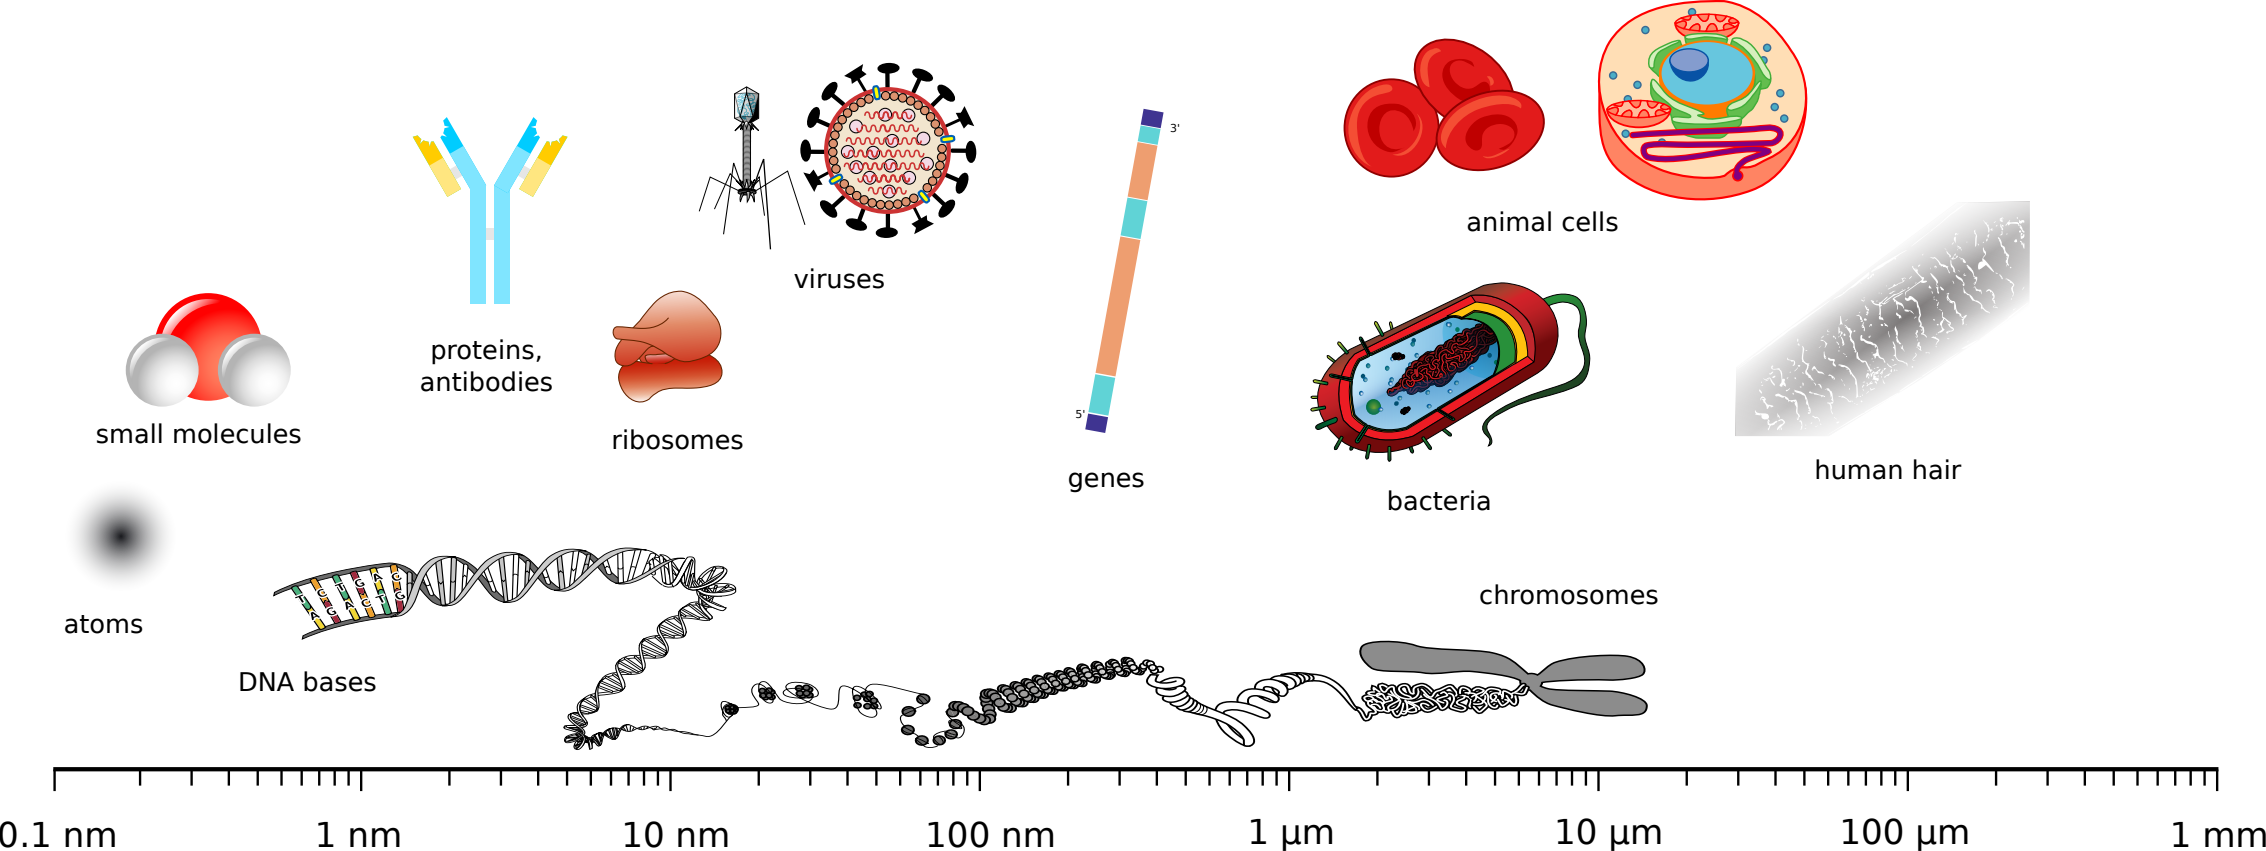 3'
animal cells
viruses
proteins,
antibodies
5'
small molecules
ribosomes
genes
human hair
bacteria
T C T G A C
A G A C T G
atoms
chromosomes
DNA bases
0.1 nm
1 nm
10 nm
100 nm
1 µm
10 µm
100 µm
1 mm